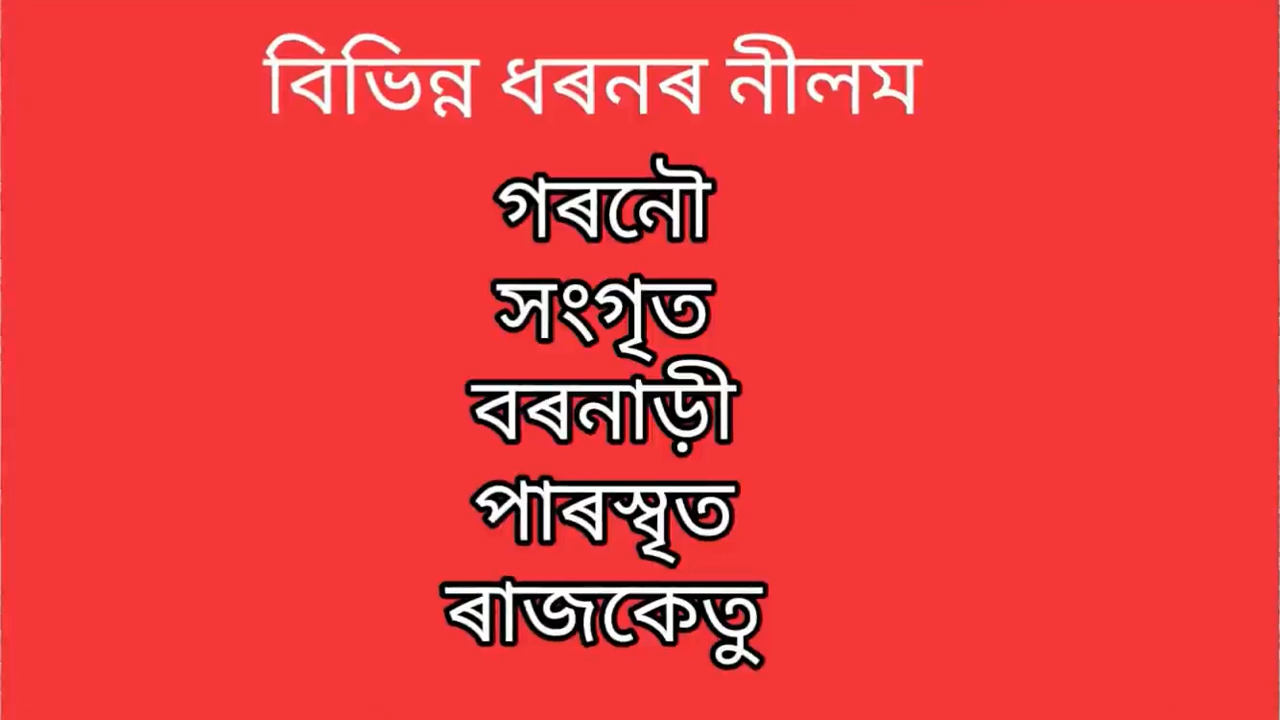 বিভিন্ন ধৰনৰ নীলম
গৰনৌ
সংগৃত
বৰনাড়ী
পাৰস্বৃত
ৰাজকেতু